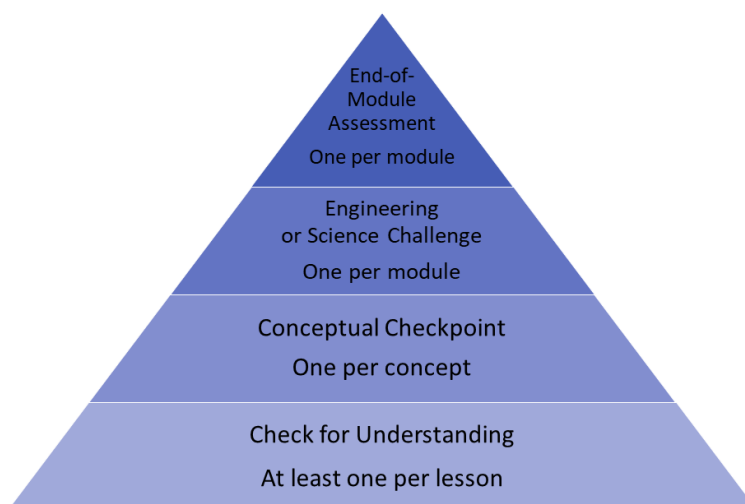 End-of-
Module
Assessment
One per module
Engineering
or Science Challenge
One per module
Conceptual Checkpoint
One per concept
Check for Understanding
At least one per lesson